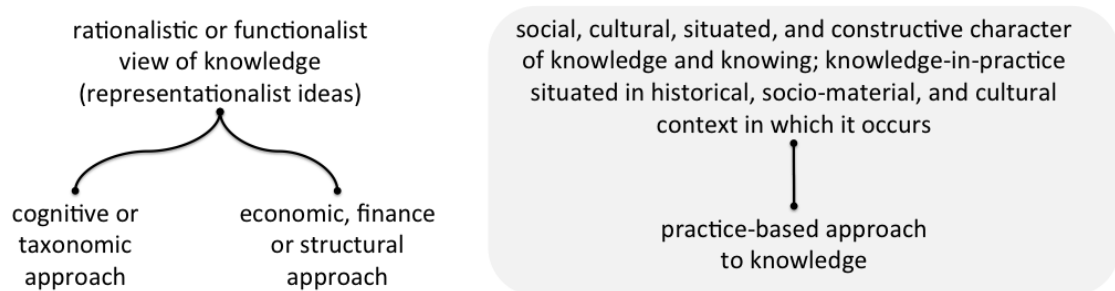 rationalistic or functionalist
view of knowledge
(representationalist ideas)
cognitive or
taxonomic
approach
economic, finance
or structural
approach
social, cultural, situated, and constructive character
of knowledge and knowing; knowledge-in-practice
situated in historical, socio-material, and cultural
context in which it occurs
practice-based approach
to knowledge